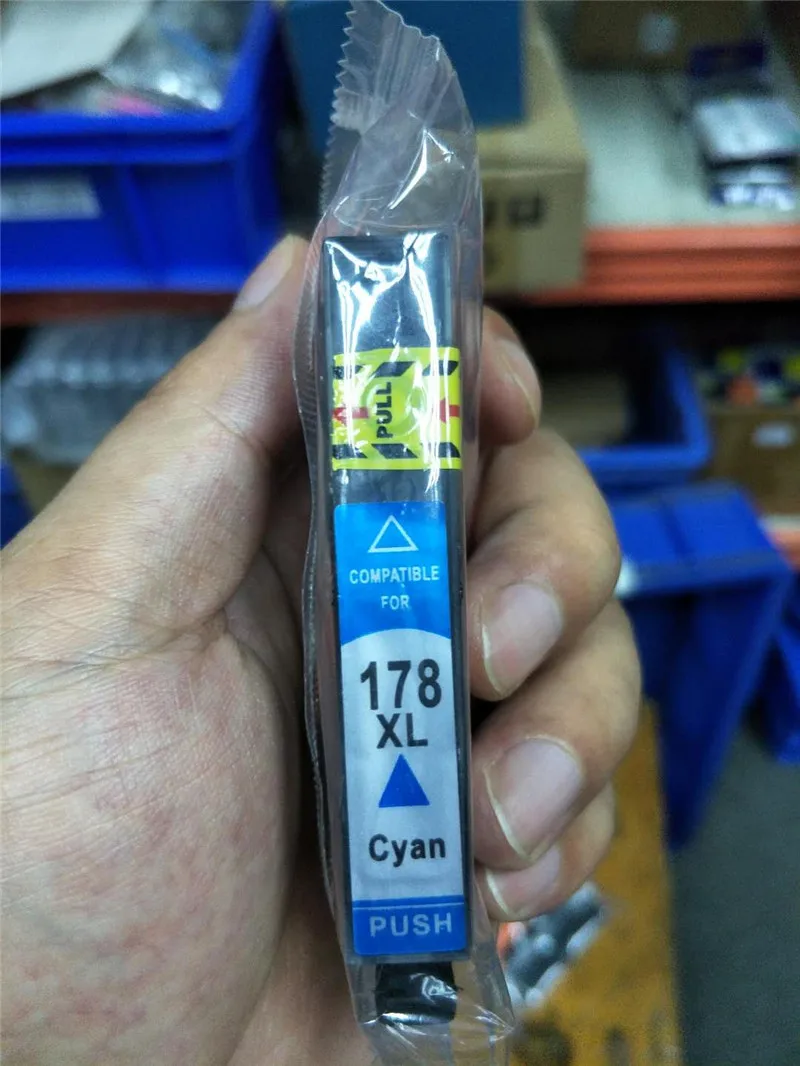 PULL
COMPATIBLE
FOR
178
XL
Cyan
PUSH